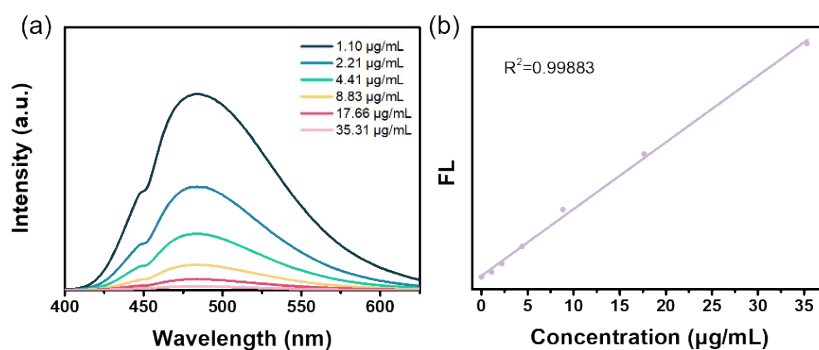 (a)
Intensity (a.u.)
1.10 µg/mL
2.21 µg/mL
4.41 µg/mL
8.83 µg/mL
17.66 µg/mL
35.31 µg/mL
400 450 500 550 600
Wavelength (nm)
(b)
FL
R²=0.99883
0 5 10 15 20 25 30 35
Concentration (µg/mL)